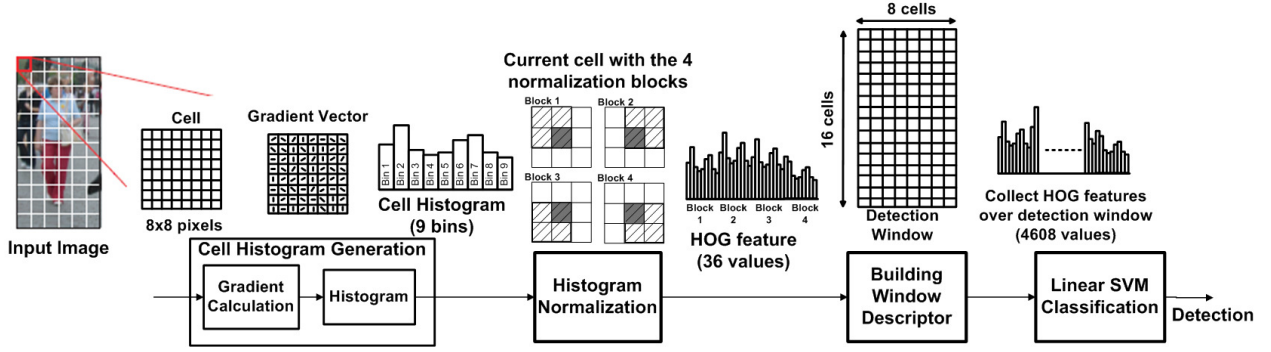 8 cells
16 cells
Current cell with the 4
normalization blocks
Block 1
Block 2
Block 3
Block 4
Cell
8x8 pixels
Gradient Vector
Bin 1
Bin 2
Bin 3
Bin 4
Bin 5
Bin 6
Bin 7
Bin 8
Bin 9
Cell Histogram
(9 bins)
Block
1
Block
2
Block
3
Block
4
HOG feature
(36 values)
Detection
Window
Collect HOG features
over detection window
(4608 values)
Input Image
Cell Histogram Generation
Gradient
Calculation
Histogram
Histogram
Normalization
Building
Window
Descriptor
Linear SVM
Classification
Detection